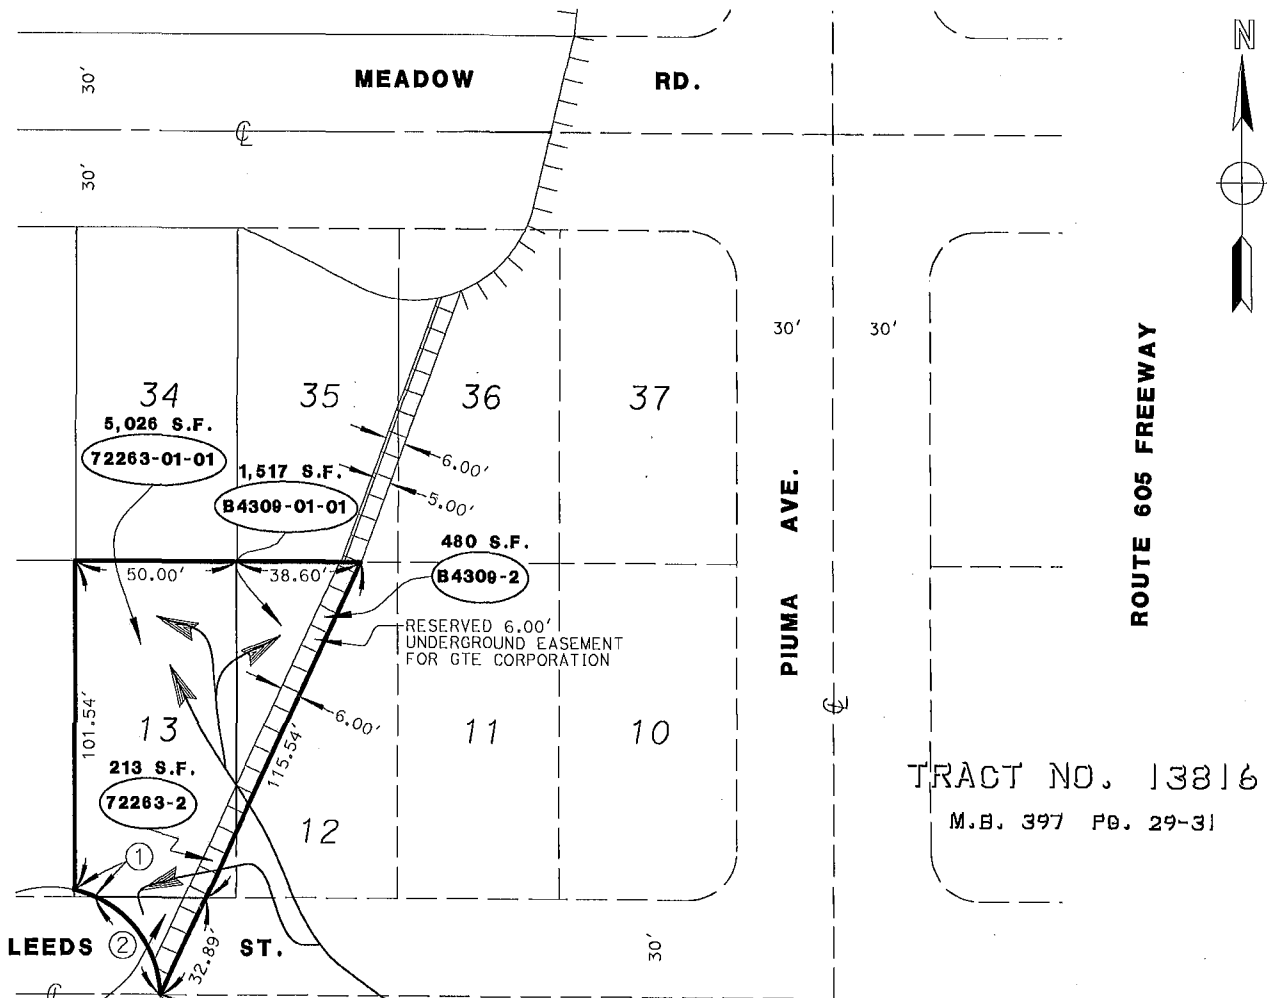 N
MEADOW RD.
30'
℄
30'
30' 30'
34 35 36 37
5,026 S.F.
72263-01-01
1,517 S.F.
B4309-01-01
6.00'
5.00'
480 S.F.
B4309-2
50.00' 38.60'
RESERVED 6.00'
UNDERGROUND EASEMENT
FOR GTE CORPORATION
ROUTE 605 FREEWAY
PIUMA AVE.
℄
101.54'
13 11 10
6.00'
115.54'
213 S.F.
72263-2
12
TRACT NO. 13816
M.B. 397 PG. 29-31
1
LEEDS 2 ST.
32.89'
30'
℄